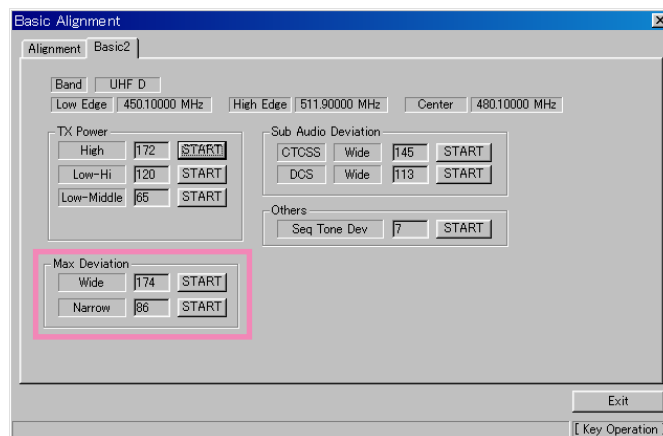 Basic Alignment
Alignment Basic2
Band UHF D
Low Edge 450.10000 MHz High Edge 511.90000 MHz Center 480.10000 MHz
TX Power
High 172 START
Low-Hi 120 START
Low-Middle 65 START
Sub Audio Deviation
CTCSS Wide 145 START
DCS Wide 113 START
Others
Seq Tone Dev 7 START
Max Deviation
Wide 174 START
Narrow 86 START
Exit
[ Key Operation